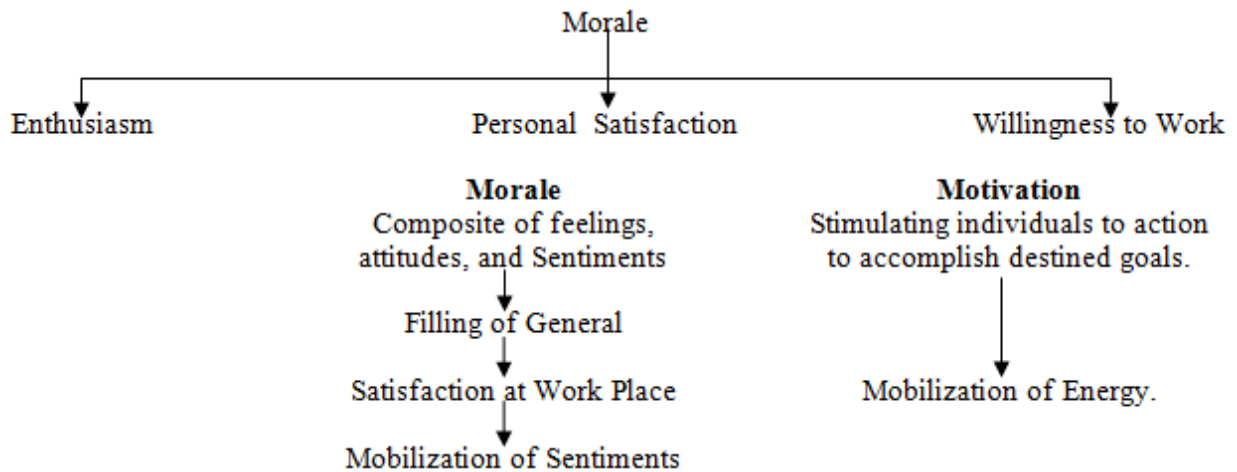 Morale
Enthusiasm
Personal Satisfaction
Willingness to Work
Morale
Composite of feelings,
attitudes, and Sentiments
Filling of General
Satisfaction at Work Place
Mobilization of Sentiments
Motivation
Stimulating individuals to action
to accomplish destined goals.
Mobilization of Energy.